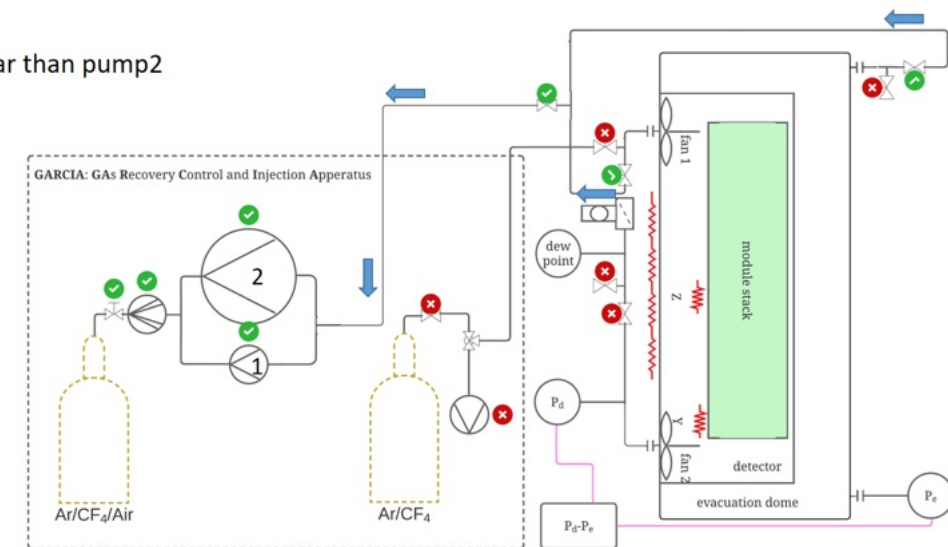 ar than pump2
GARCIA: GAs Recovery Control and Injection Apparatus
2
1
Ar/CF₄/Air
Ar/CF₄
dew
point
Pd
Pd-Pe
fan 1
Z
module stack
Y
fan 2
detector
evacuation dome
Pe